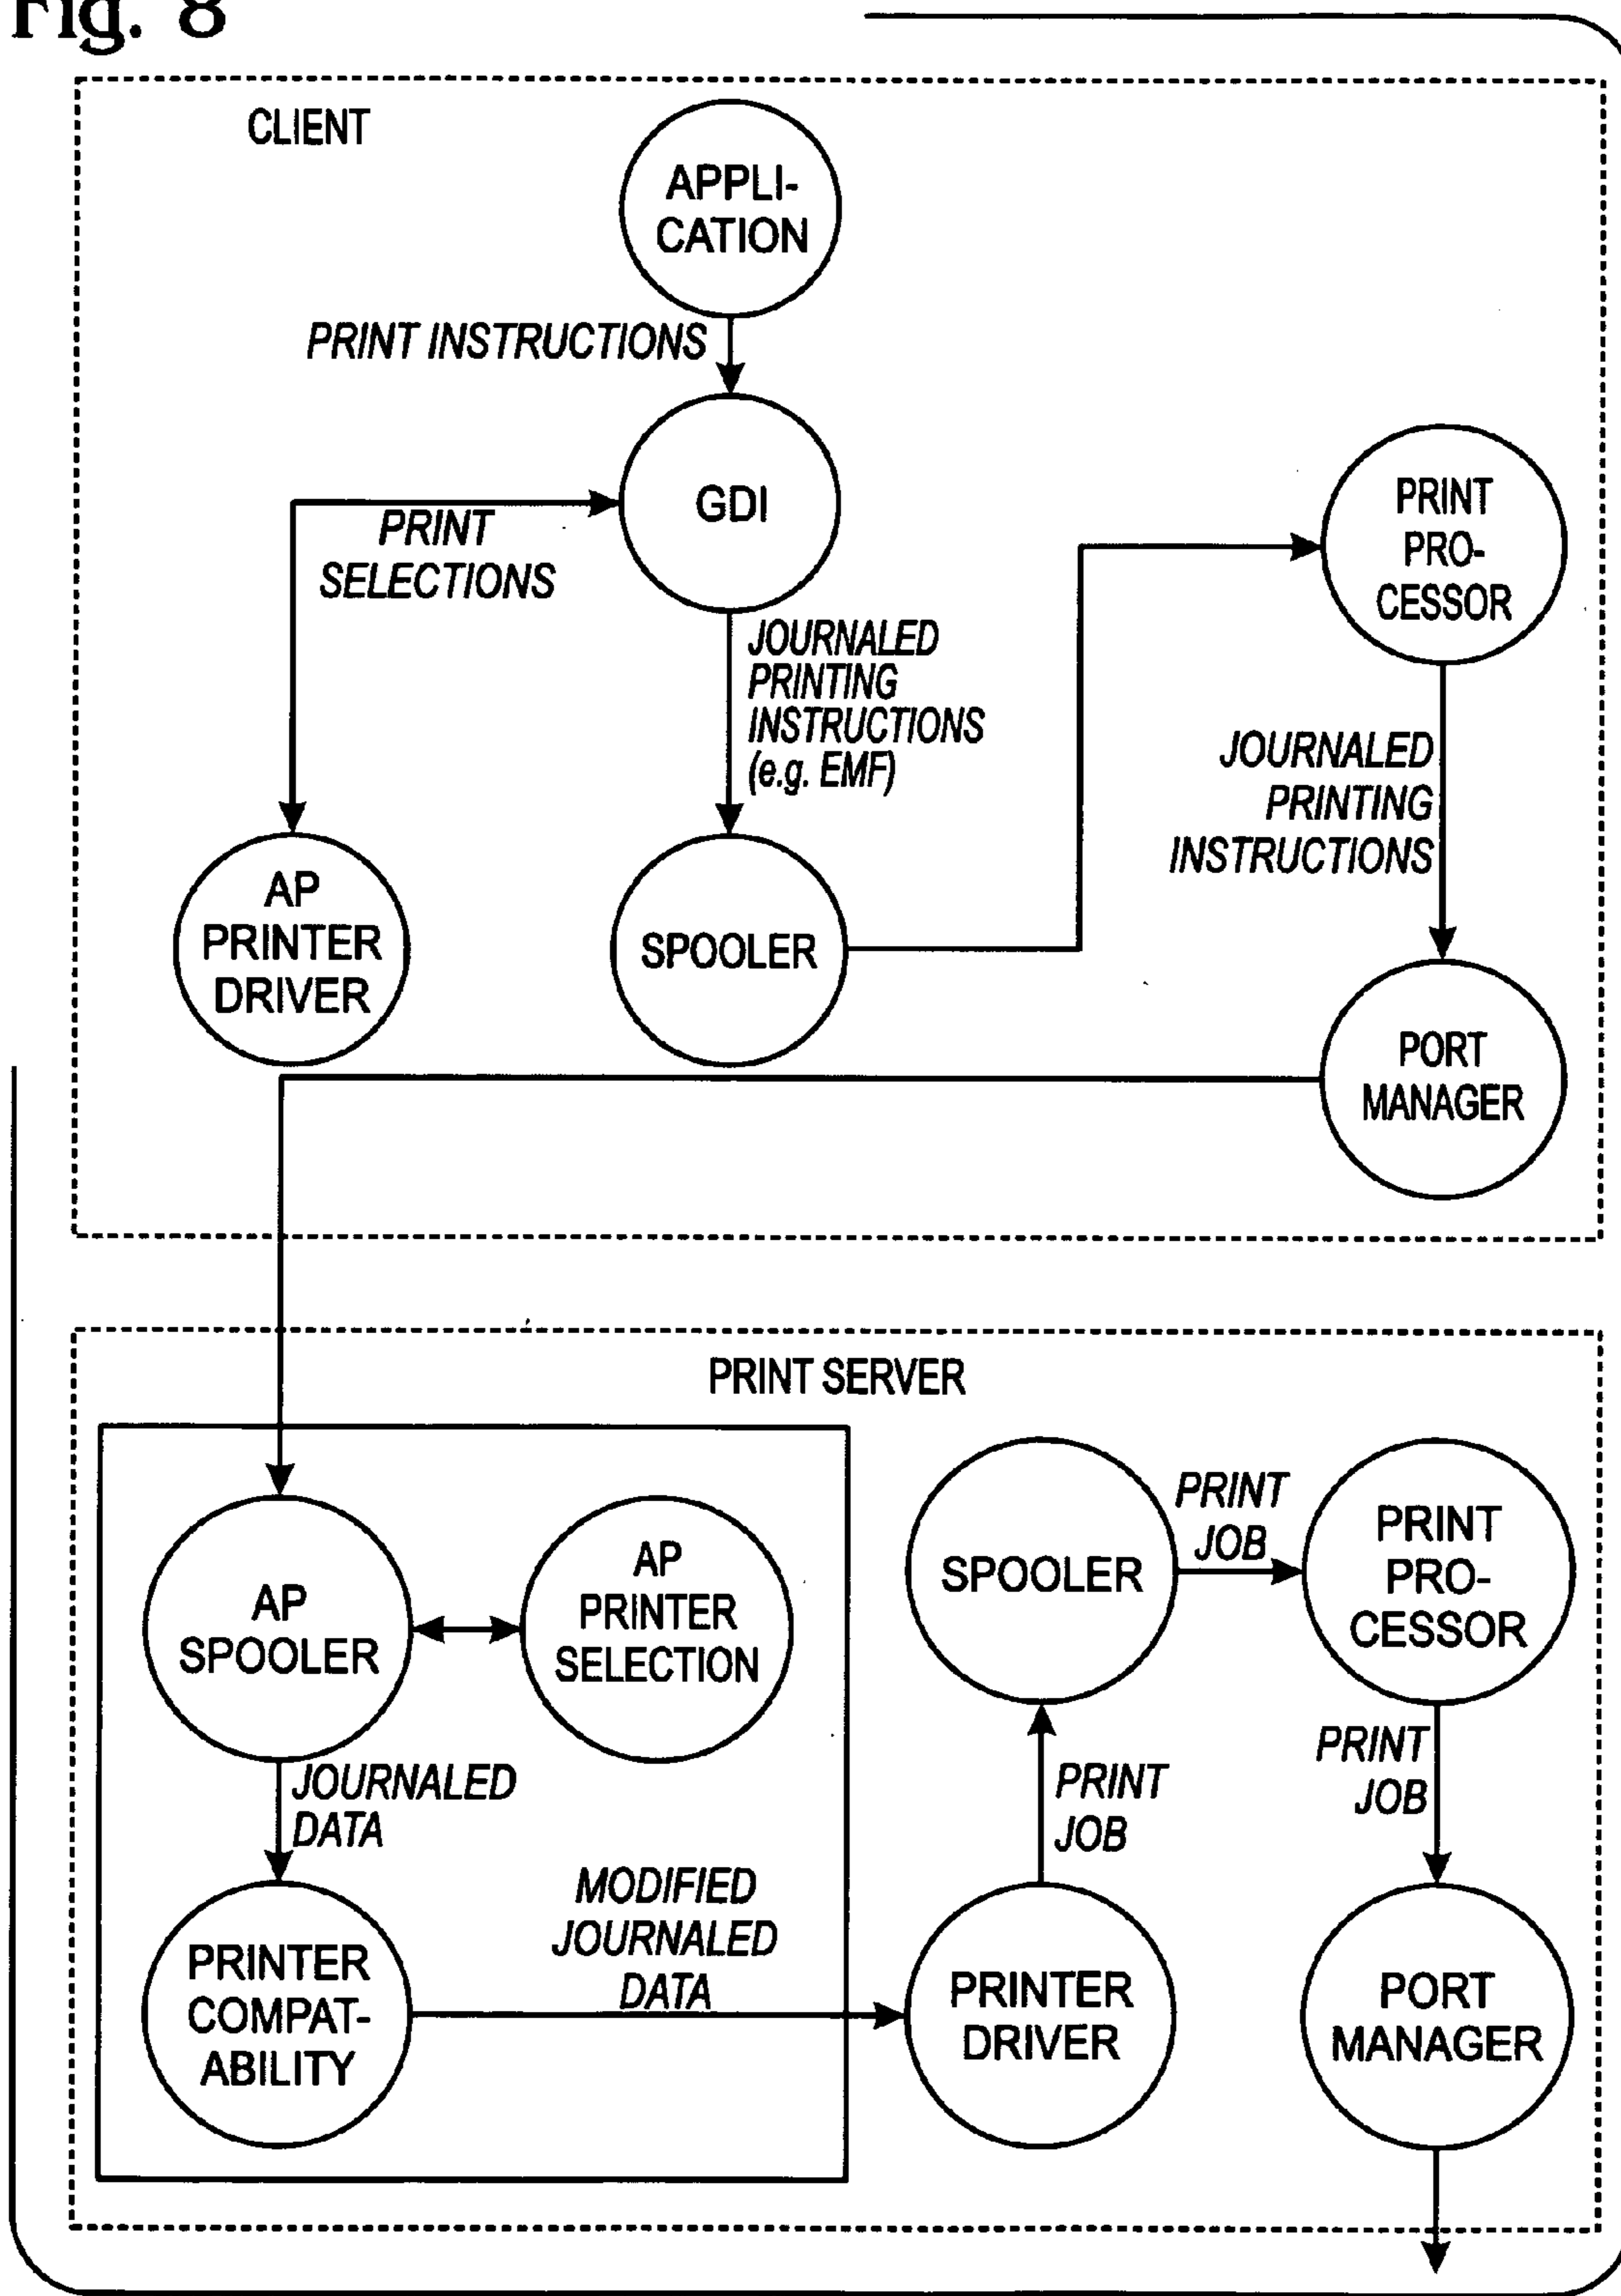 Fig. 8
CLIENT
APPLI-
CATION
PRINT INSTRUCTIONS
GDI
PRINT
SELECTIONS
JOURNALED
PRINTING
INSTRUCTIONS
(e.g. EMF)
PRINT
PRO-
CESSOR
JOURNALED
PRINTING
INSTRUCTIONS
AP
PRINTER
DRIVER
SPOOLER
PORT
MANAGER
PRINT SERVER
AP
SPOOLER
AP
PRINTER
SELECTION
SPOOLER
PRINT
JOB
PRINT
PRO-
CESSOR
JOURNALED
DATA
PRINT
JOB
PRINT
JOB
PRINTER
COMPAT-
ABILITY
MODIFIED
JOURNALED
DATA
PRINTER
DRIVER
PORT
MANAGER